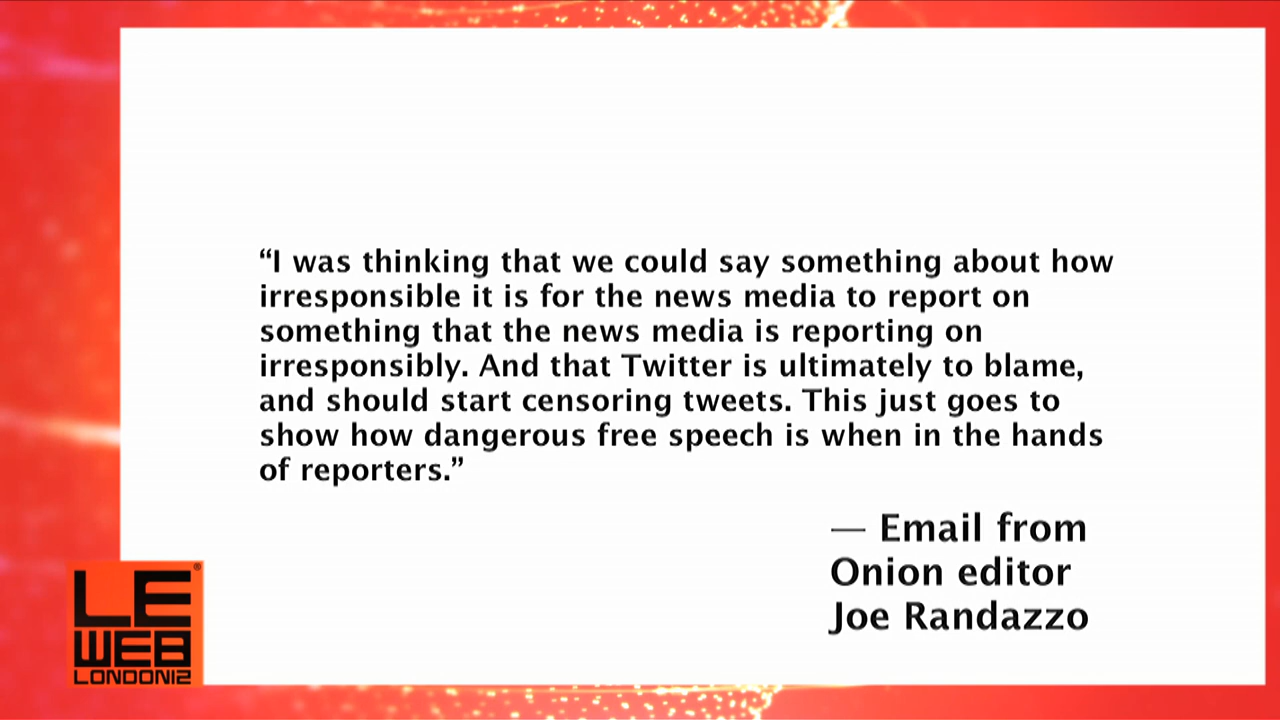 “I was thinking that we could say something about how
irresponsible it is for the news media to report on
something that the news media is reporting on
irresponsibly. And that Twitter is ultimately to blame,
and should start censoring tweets. This just goes to
show how dangerous free speech is when in the hands
of reporters.”
— Email from
Onion editor
Joe Randazzo
LE
WEB
LONDON12
®